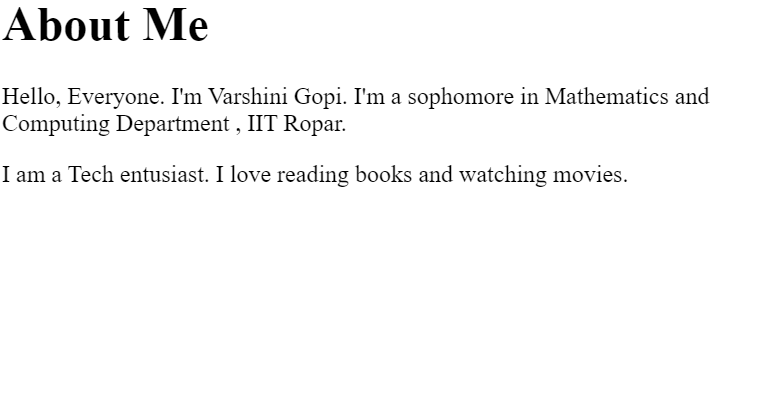 About Me
Hello, Everyone. I'm Varshini Gopi. I'm a sophomore in Mathematics and
Computing Department , IIT Ropar.
I am a Tech entusiast. I love reading books and watching movies.